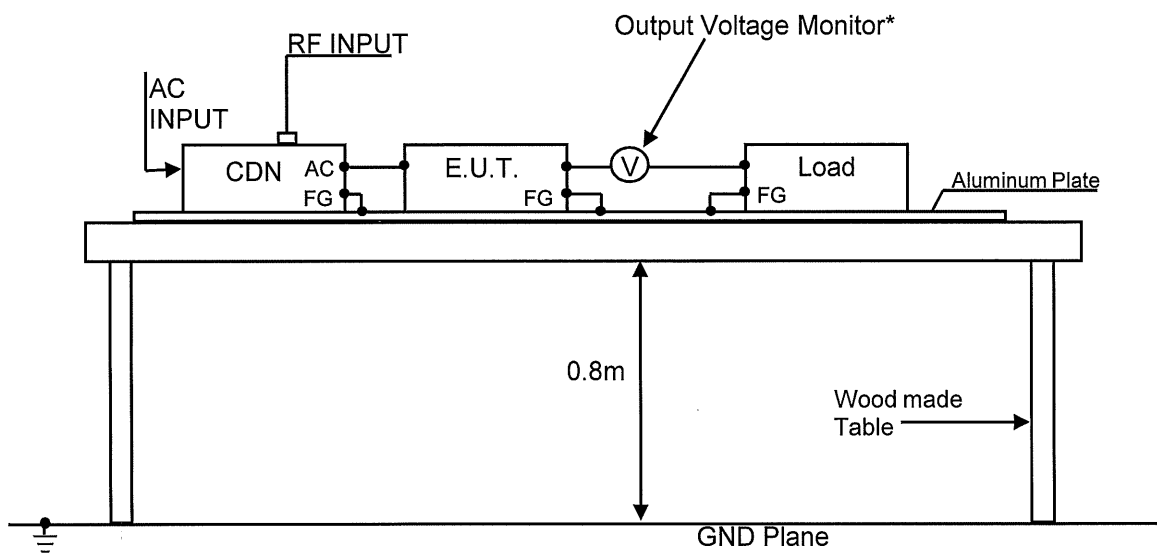 Output Voltage Monitor*
RF INPUT
AC
INPUT
CDN
AC
FG
E.U.T.
FG
V
Load
FG
Aluminum Plate
0.8m
Wood made
Table
GND Plane